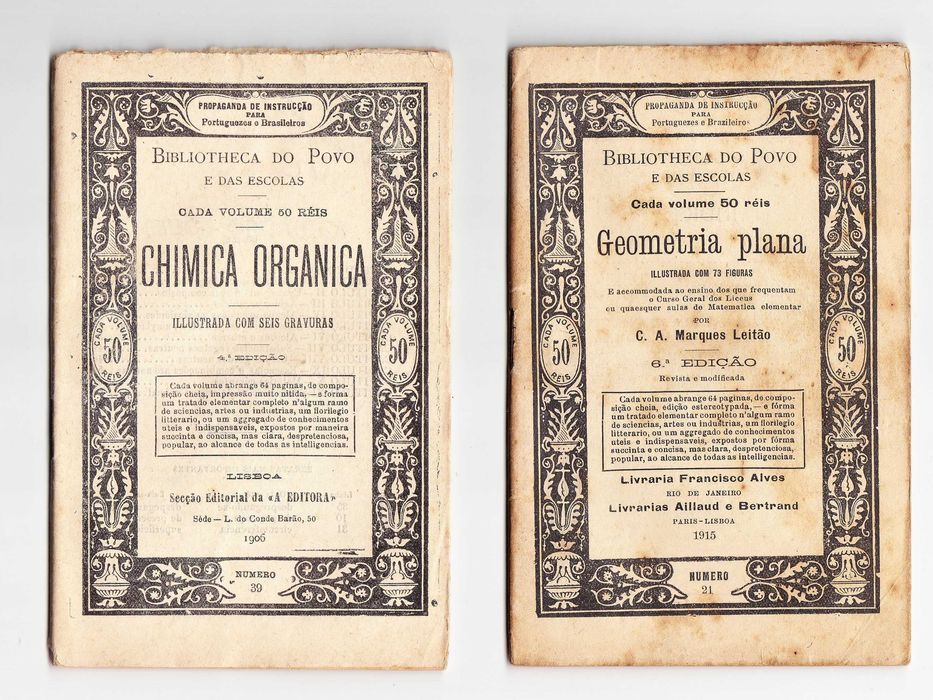 PROPAGANDA DE INSTRUCÇÃO
PARA
Portuguezes e Brasileiros
BIBLIOTHECA DO POVO
E DAS ESCOLAS
CADA VOLUME 50 RÉIS
CHIMICA ORGANICA
ILLUSTRADA COM SEIS GRAVURAS
4.ª EDIÇÃO
Cada volume abrange 64 paginas, de compo-
sição cheia, impressão muito nitida, — e fórma
um tratado elementar completo n'algum ramo
de sciencias, artes ou industrias, um florilegio
litterario, ou um aggregado de conhecimentos
uteis e indispensaveis, expostos por maneira
succinta e concisa, mas clara, despretenciosa,
popular, ao alcance de todas as intelligencias.
LISBOA
Secção Editorial da «A EDITORA»
Séde — L. do Conde Barão, 50
1906
CADA VOLUME
50
RÉIS
CADA VOLUME
50
RÉIS
NUMERO
39
PROPAGANDA DE INSTRUCÇÃO
PARA
Portuguezes e Brazileiros
BIBLIOTHECA DO POVO
E DAS ESCOLAS
Cada volume 50 réis
Geometria plana
ILLUSTRADA COM 73 FIGURAS
E accommodada ao ensino dos que frequentam
o Curso Geral dos Liceus
ou quaesquer aulas de Matematica elementar
POR
C. A. Marques Leitão
6.ª EDIÇÃO
Revista e modificada
Cada volume abrange 64 paginas, de compo-
sição cheia, edição estereotypada, — e fórma
um tratado elementar completo n'algum ramo
de sciencias, artes ou industrias, um florilegio
litterario, ou um aggregado de conhecimentos
uteis e indispensaveis, expostos por fórma
succinta e concisa, mas clara, despretenciosa,
popular, ao alcance de todas as intelligencias.
Livraria Francisco Alves
RIO DE JANEIRO
Livrarias Aillaud e Bertrand
PARIS-LISBOA
1915
CADA VOLUME
50
RÉIS
CADA VOLUME
50
RÉIS
NUMERO
21